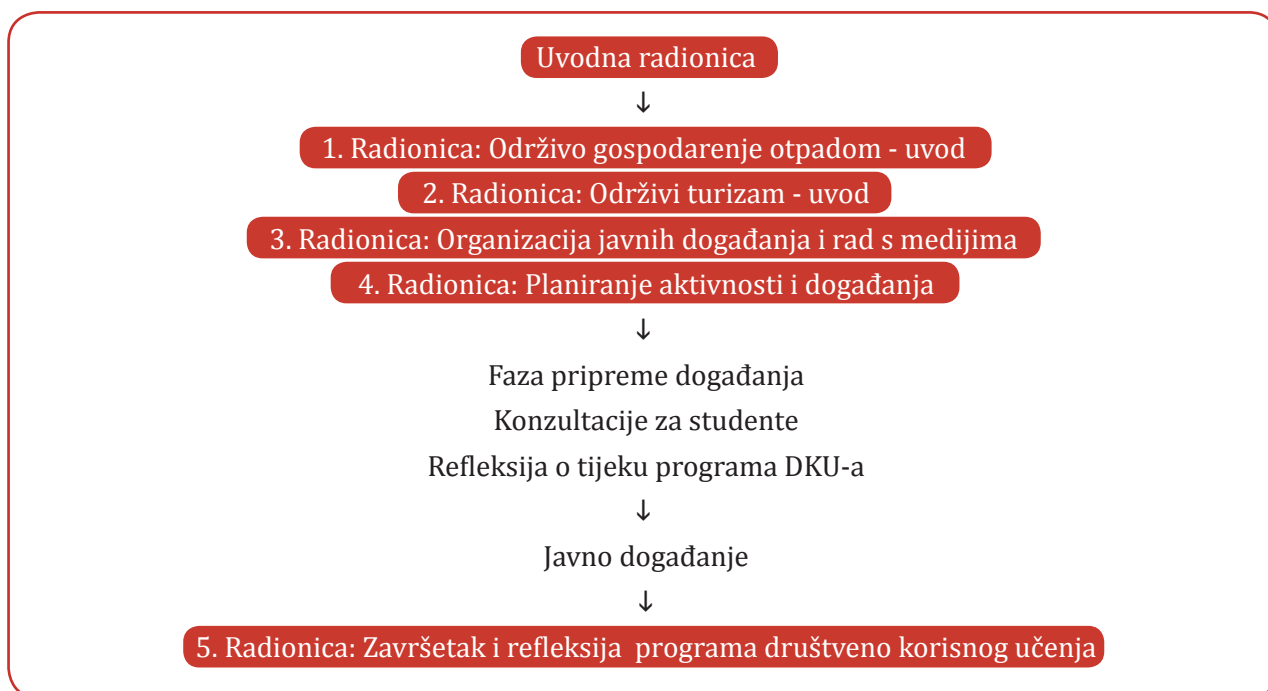 Uvodna radionica
↓
1. Radionica: Održivo gospodarenje otpadom - uvod
2. Radionica: Održivi turizam - uvod
3. Radionica: Organizacija javnih događanja i rad s medijima
4. Radionica: Planiranje aktivnosti i događanja
↓
Faza pripreme događanja
Konzultacije za studente
Refleksija o tijeku programa DKU-a
↓
Javno događanje
↓
5. Radionica: Završetak i refleksija programa društveno korisnog učenja